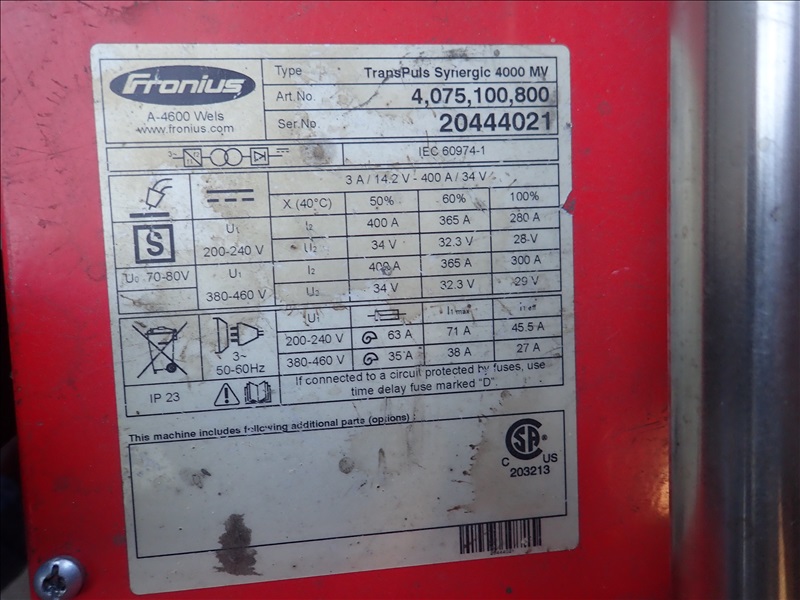 Fronius
A-4600 Wels
www.fronius.com
Type TransPuls Synergic 4000 MV
Art.No. 4,075,100,800
Ser.No. 20444021
IEC 60974-1
3 A / 14.2 V - 400 A / 34 V
X (40°C) 50% 60% 100%
U1 200-240 V I2 400 A 365 A 280 A
U2 34 V 32.3 V 28 V
U1 380-460 V I2 400 A 365 A 300 A
U2 34 V 32.3 V 29 V
S
U0 70-80V
3~
50-60Hz
U1 I1 max I1 eff
200-240 V 63 A 71 A 45.5 A
380-460 V 35 A 38 A 27 A
If connected to a circuit protected by fuses, use
time delay fuse marked "D".
IP 23
This machine includes following additional parts (options) :
SA
C US
203213